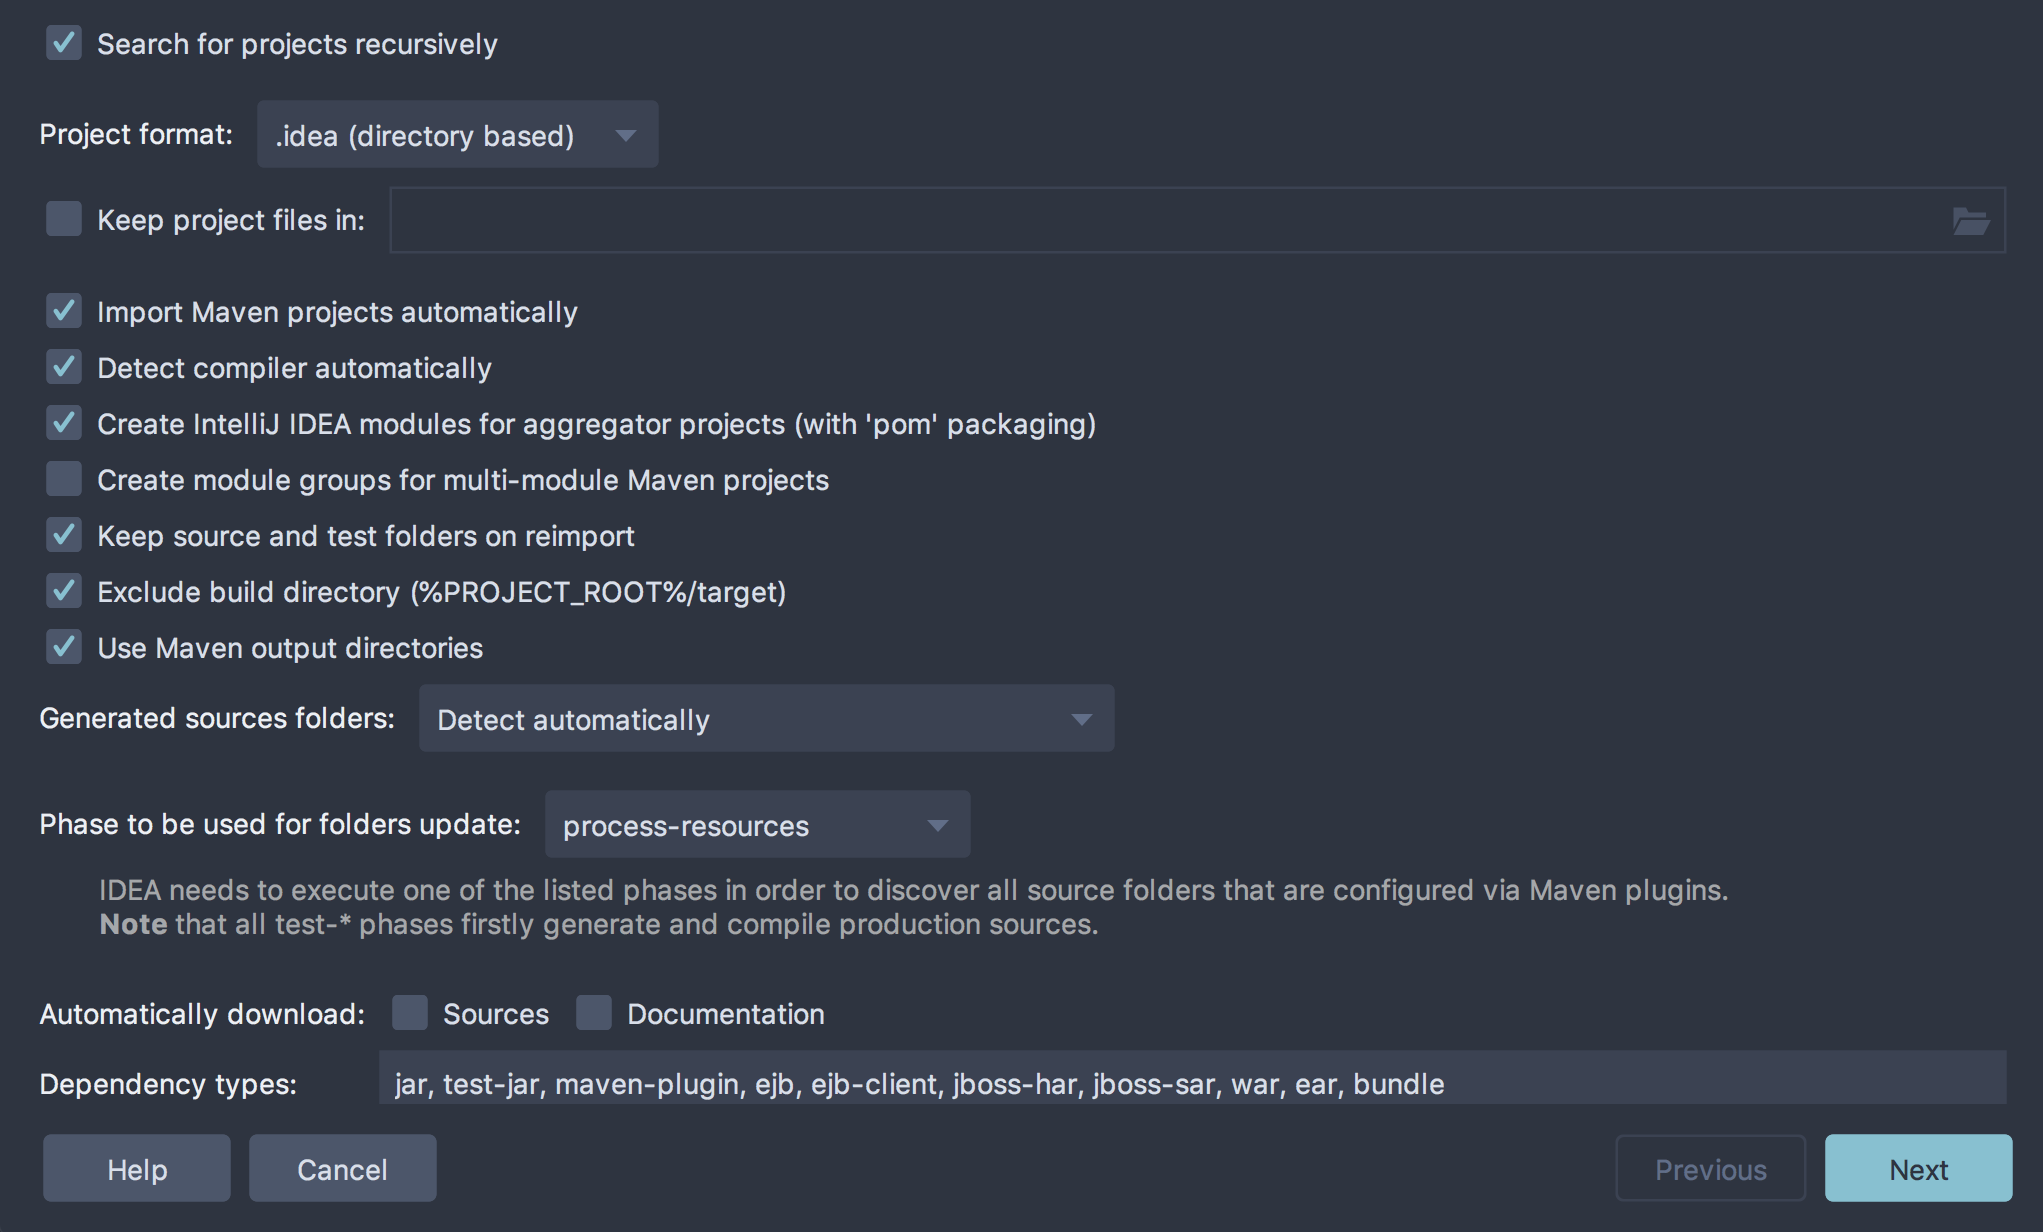 Search for projects recursively
Project format: .idea (directory based)
Keep project files in:
Import Maven projects automatically
Detect compiler automatically
Create IntelliJ IDEA modules for aggregator projects (with 'pom' packaging)
Create module groups for multi-module Maven projects
Keep source and test folders on reimport
Exclude build directory (%PROJECT_ROOT%/target)
Use Maven output directories
Generated sources folders: Detect automatically
Phase to be used for folders update: process-resources
IDEA needs to execute one of the listed phases in order to discover all source folders that are configured via Maven plugins.
Note that all test-* phases firstly generate and compile production sources.
Automatically download: Sources Documentation
Dependency types: jar, test-jar, maven-plugin, ejb, ejb-client, jboss-har, jboss-sar, war, ear, bundle
Help Cancel Previous Next